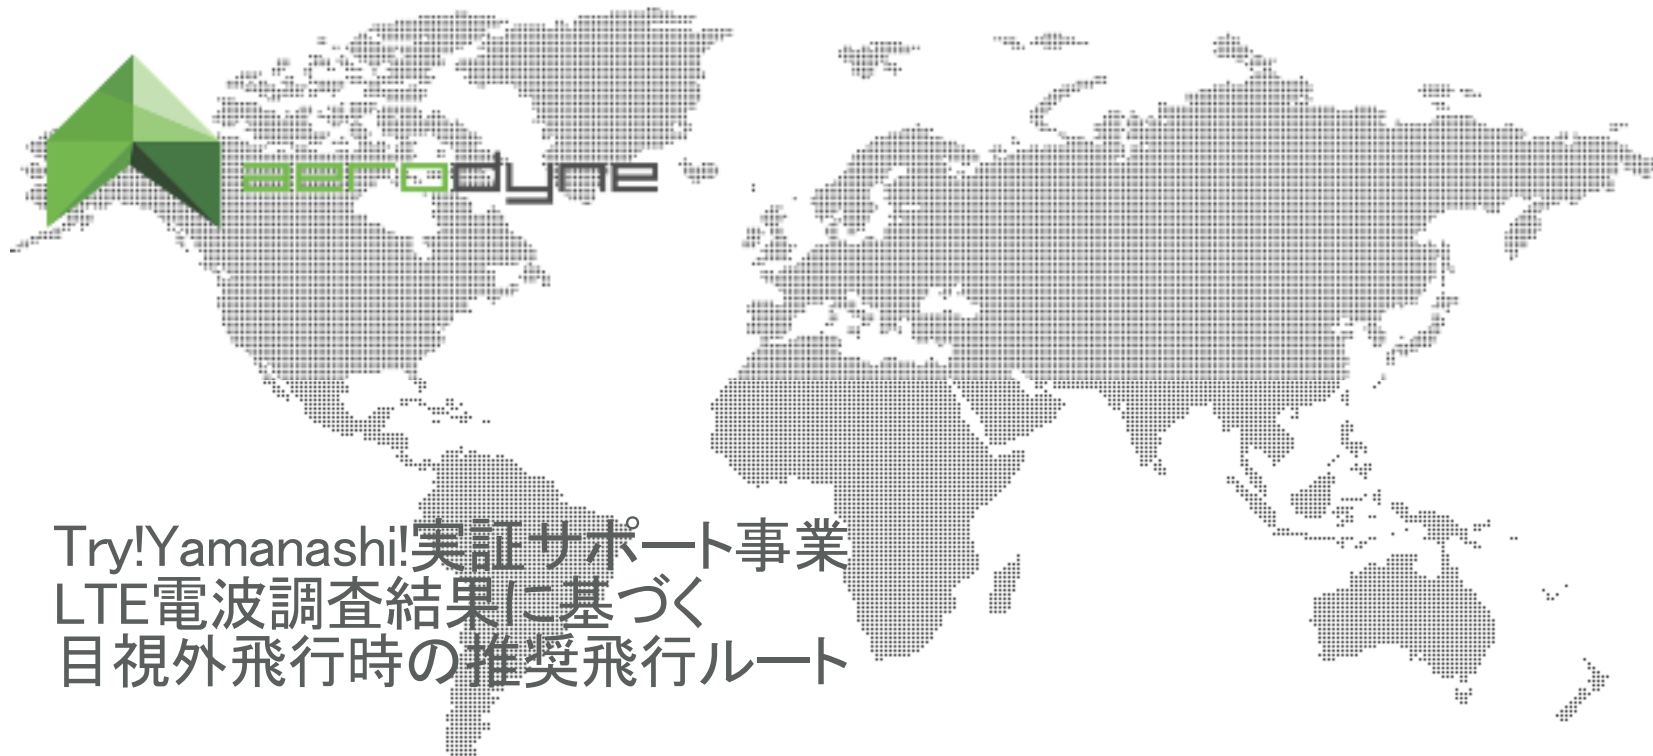 aerodyne
Try!Yamanashi!実証サポート事業
LTE電波調査結果に基づく
目視外飛行時の推奨飛行ルート